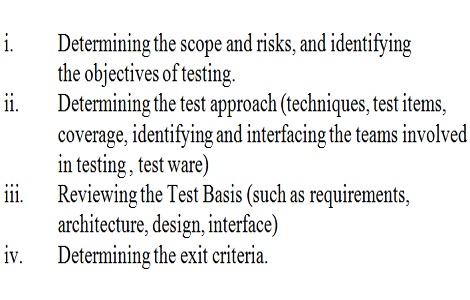 i. Determining the scope and risks, and identifying
the objectives of testing.
ii. Determining the test approach (techniques, test items,
coverage, identifying and interfacing the teams involved
in testing , test ware)
iii. Reviewing the Test Basis (such as requirements,
architecture, design, interface)
iv. Determining the exit criteria.